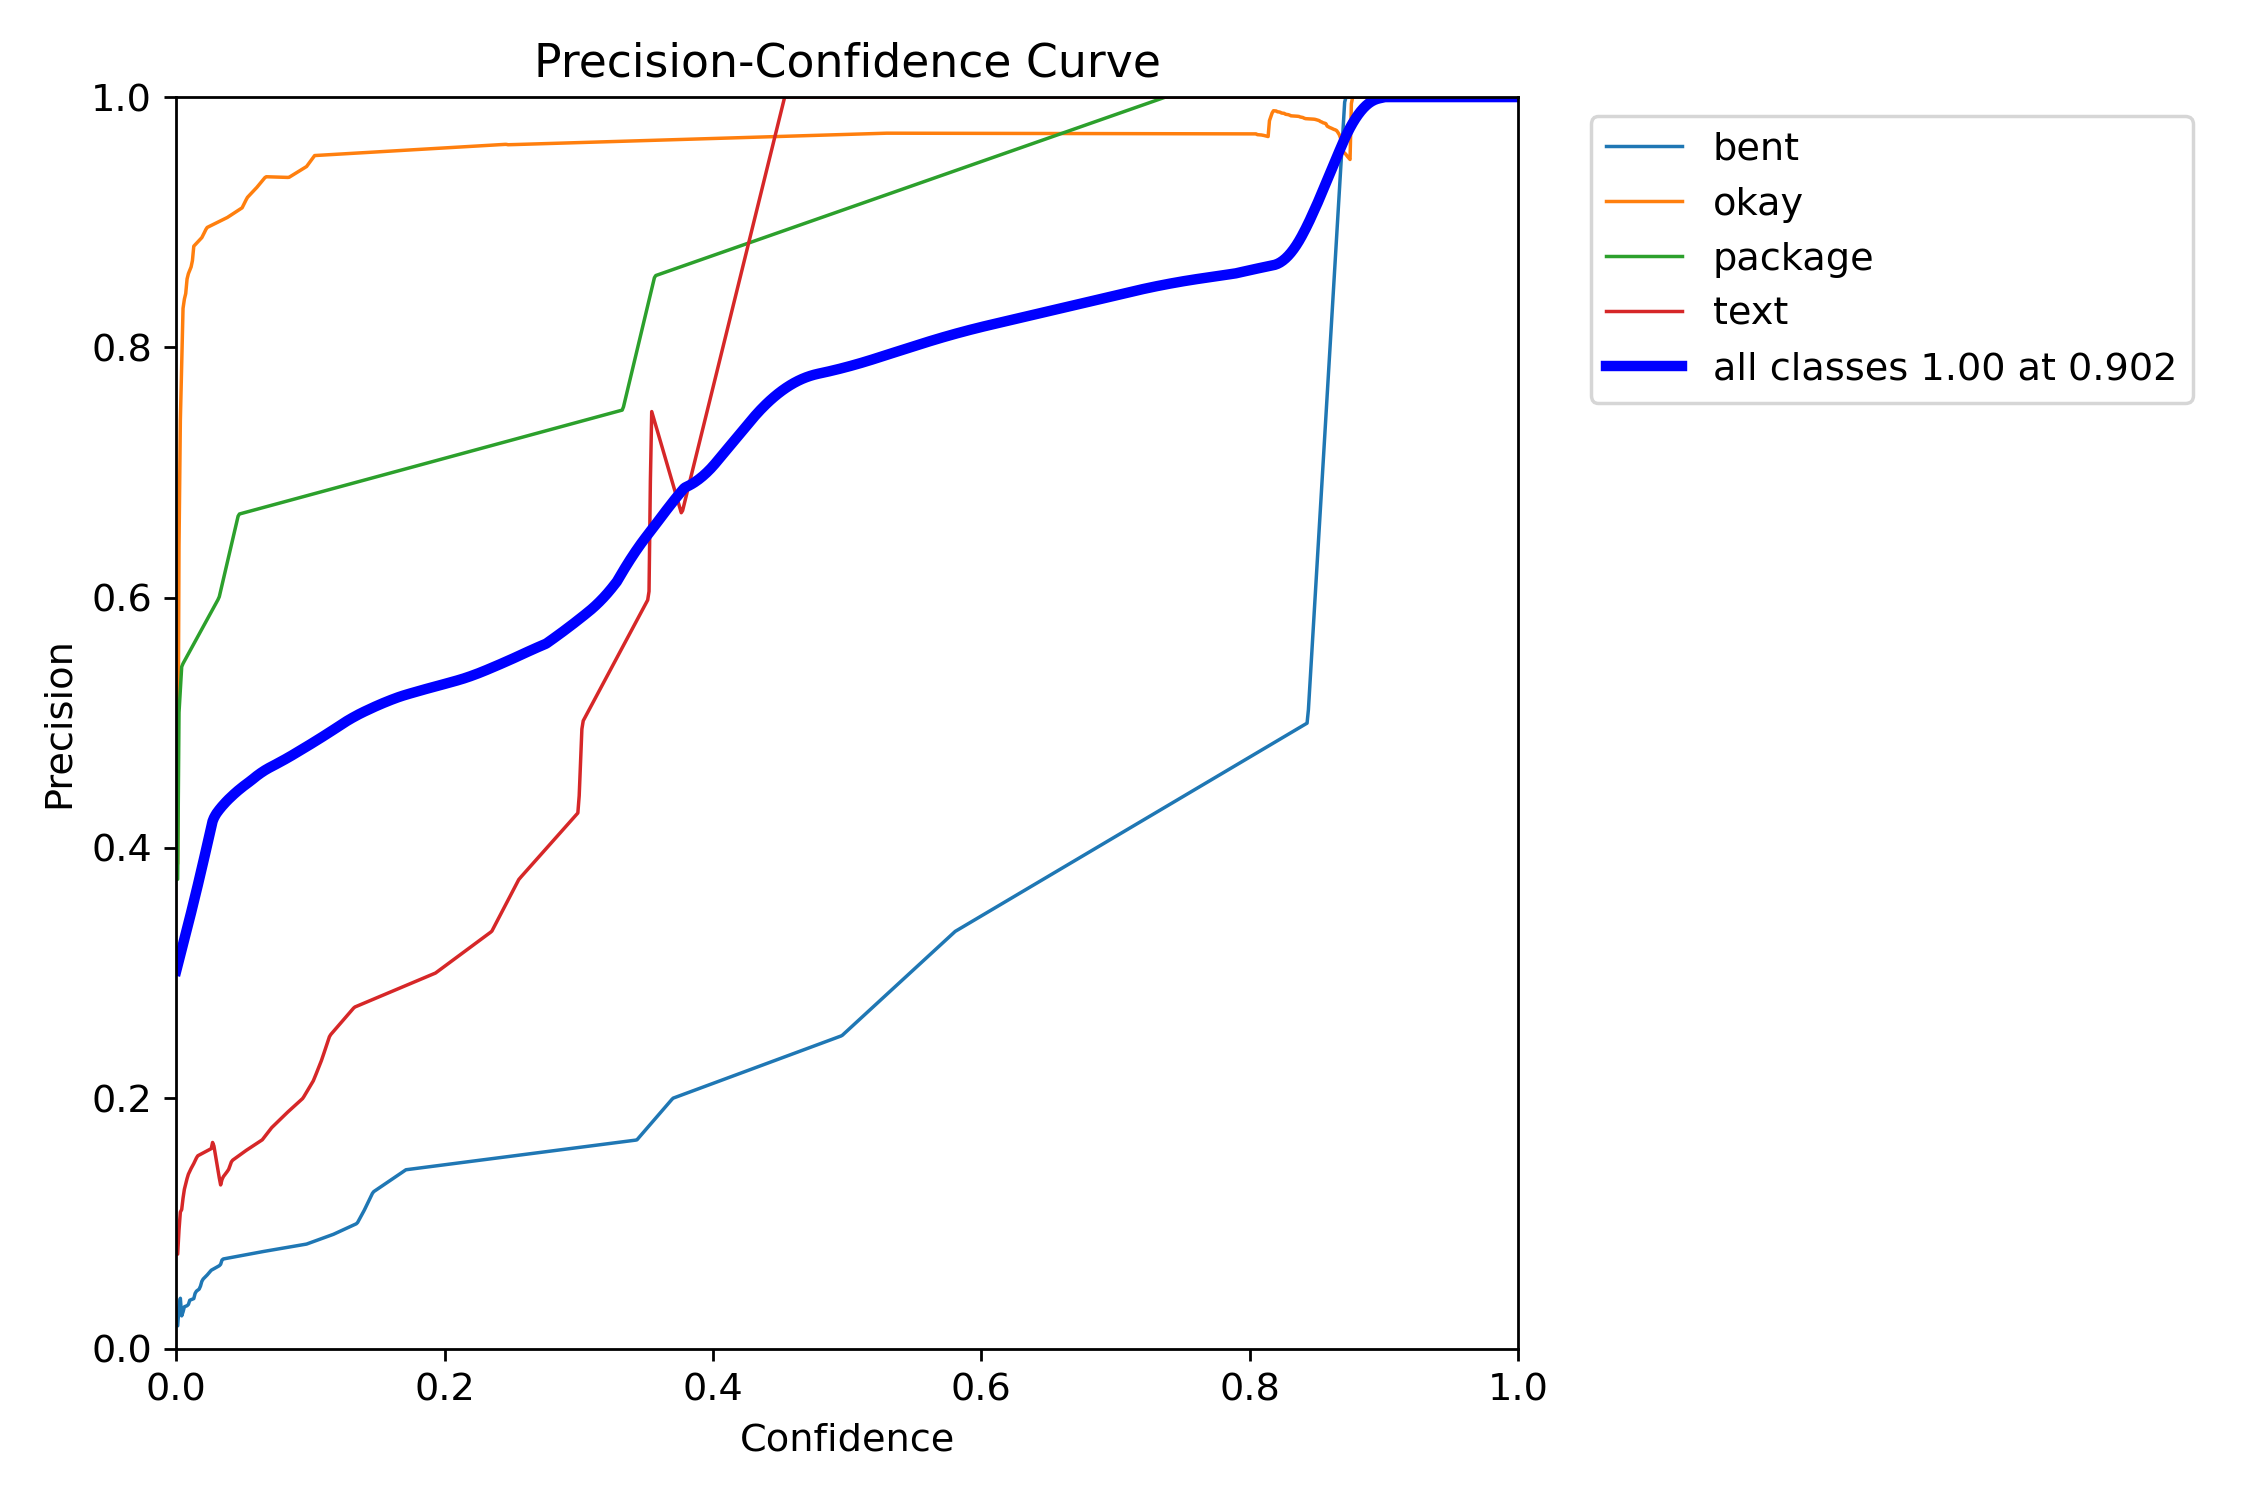 Precision-Confidence Curve
1.0
0.8
0.6
0.4
0.2
0.0
Precision
0.0 0.2 0.4 0.6 0.8 1.0
Confidence
bent
okay
package
text
all classes 1.00 at 0.902